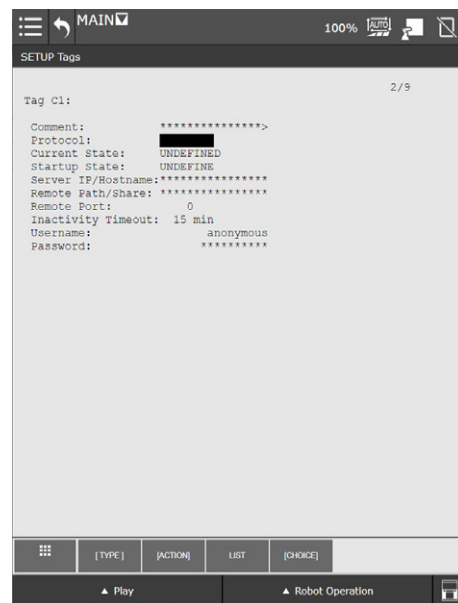 MAIN
100%
AUTO
SETUP Tags
2/9
Tag C1:
Comment: ***************>
Protocol:
Current State: UNDEFINED
Startup State: UNDEFINE
Server IP/Hostname:****************
Remote Path/Share: ****************
Remote Port: 0
Inactivity Timeout: 15 min
Username: anonymous
Password: **********
[TYPE] [ACTION] LIST [CHOICE]
▲ Play ▲ Robot Operation